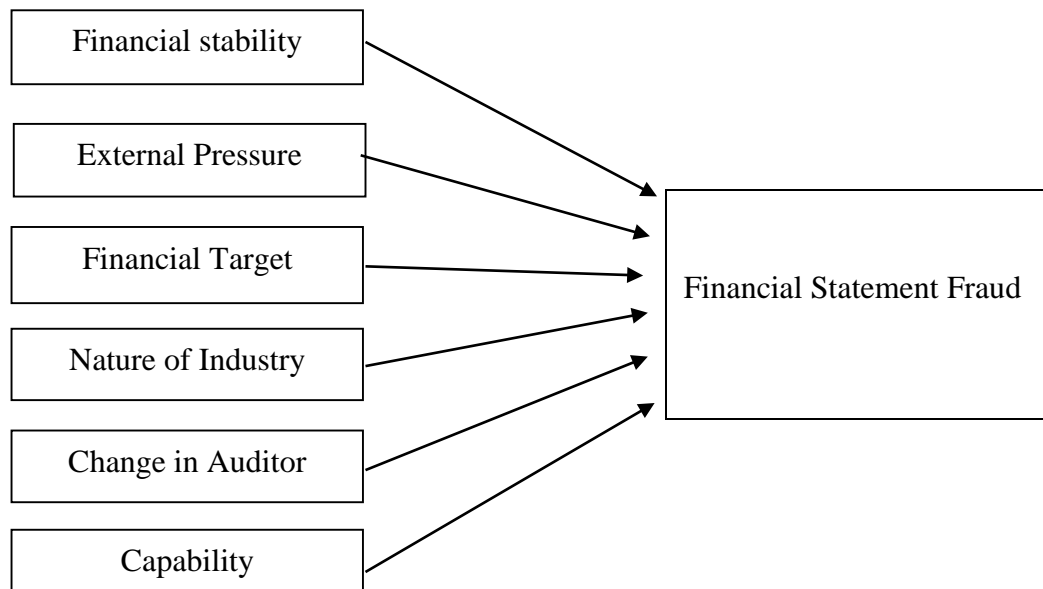 Financial stability
External Pressure
Financial Target
Nature of Industry
Change in Auditor
Capability
Financial Statement Fraud